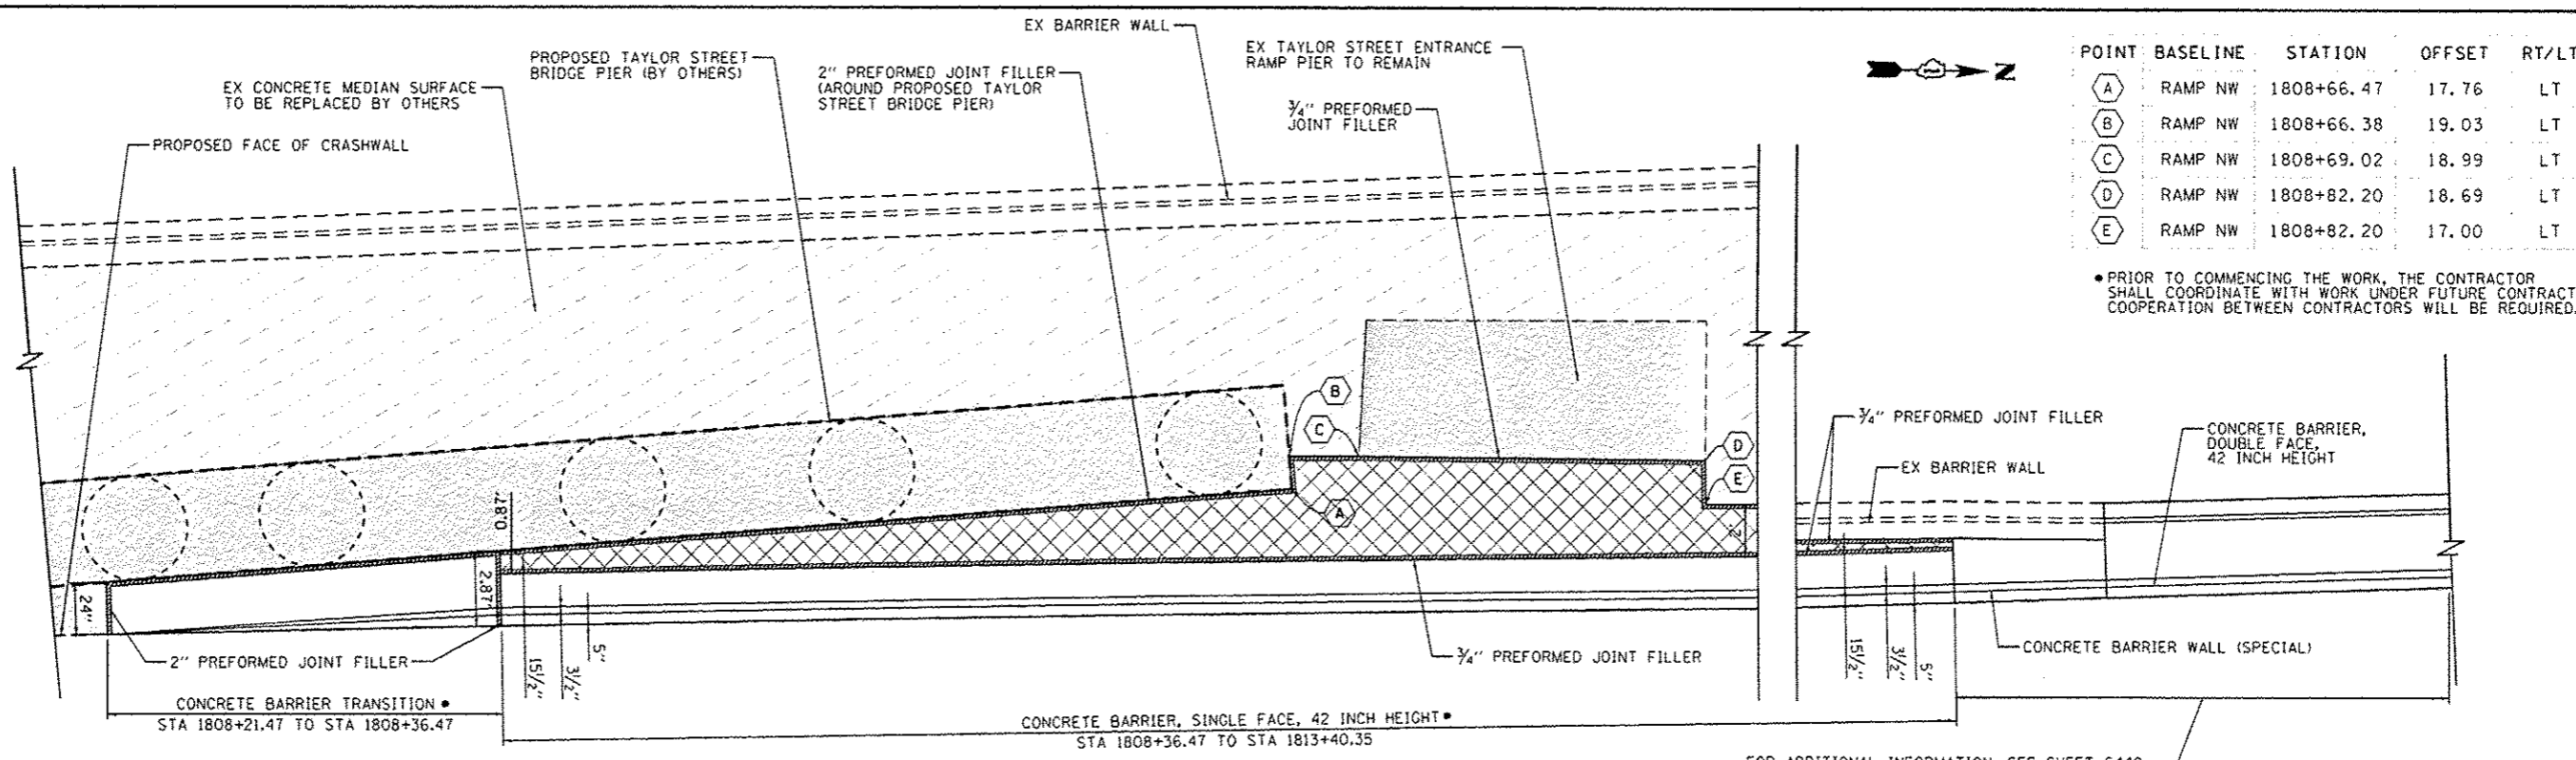 EX BARRIER WALL
PROPOSED TAYLOR STREET
BRIDGE PIER (BY OTHERS)
EX TAYLOR STREET ENTRANCE
RAMP PIER TO REMAIN
2" PREFORMED JOINT FILLER
(AROUND PROPOSED TAYLOR
STREET BRIDGE PIER)
EX CONCRETE MEDIAN SURFACE
TO BE REPLACED BY OTHERS
3/4" PREFORMED
JOINT FILLER
PROPOSED FACE OF CRASHWALL
Z
POINT BASELINE STATION OFFSET RT/LT
A RAMP NW 1808+66.47 17.76 LT
B RAMP NW 1808+66.38 19.03 LT
C RAMP NW 1808+69.02 18.99 LT
D RAMP NW 1808+82.20 18.69 LT
E RAMP NW 1808+82.20 17.00 LT
• PRIOR TO COMMENCING THE WORK, THE CONTRACTOR
SHALL COORDINATE WITH WORK UNDER FUTURE CONTRACT
COOPERATION BETWEEN CONTRACTORS WILL BE REQUIRED.
B
C
D
E
A
3/4" PREFORMED JOINT FILLER
CONCRETE BARRIER,
DOUBLE FACE,
42 INCH HEIGHT
EX BARRIER WALL
0.87'
2.87'
2'
24"
15 1/2"
3 1/2"
5"
15 1/2"
3 1/2"
5"
2" PREFORMED JOINT FILLER
3/4" PREFORMED JOINT FILLER
CONCRETE BARRIER WALL (SPECIAL)
CONCRETE BARRIER TRANSITION •
STA 1808+21.47 TO STA 1808+36.47
CONCRETE BARRIER, SINGLE FACE, 42 INCH HEIGHT •
STA 1808+36.47 TO STA 1813+40.35